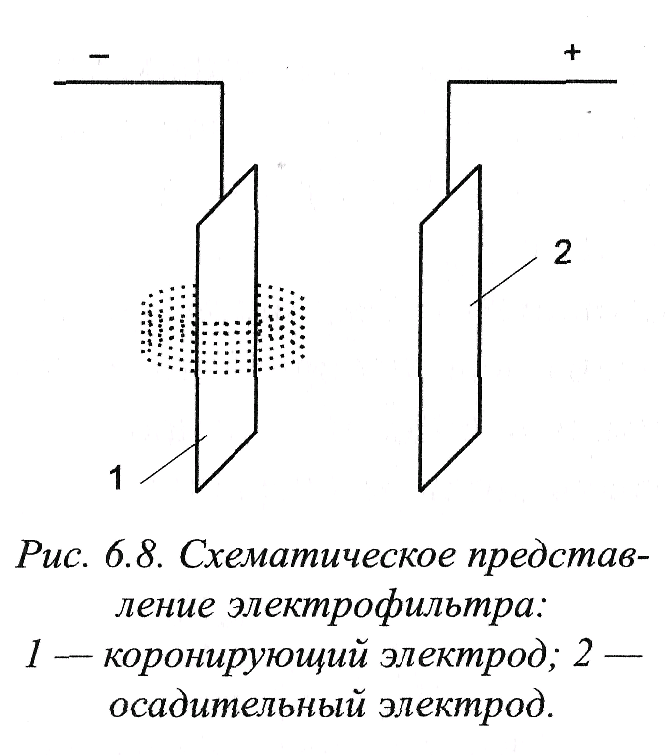 − +
2
1
Рис. 6.8. Схематическое представ-
ление электрофильтра:
1 — коронирующий электрод; 2 —
осадительный электрод.